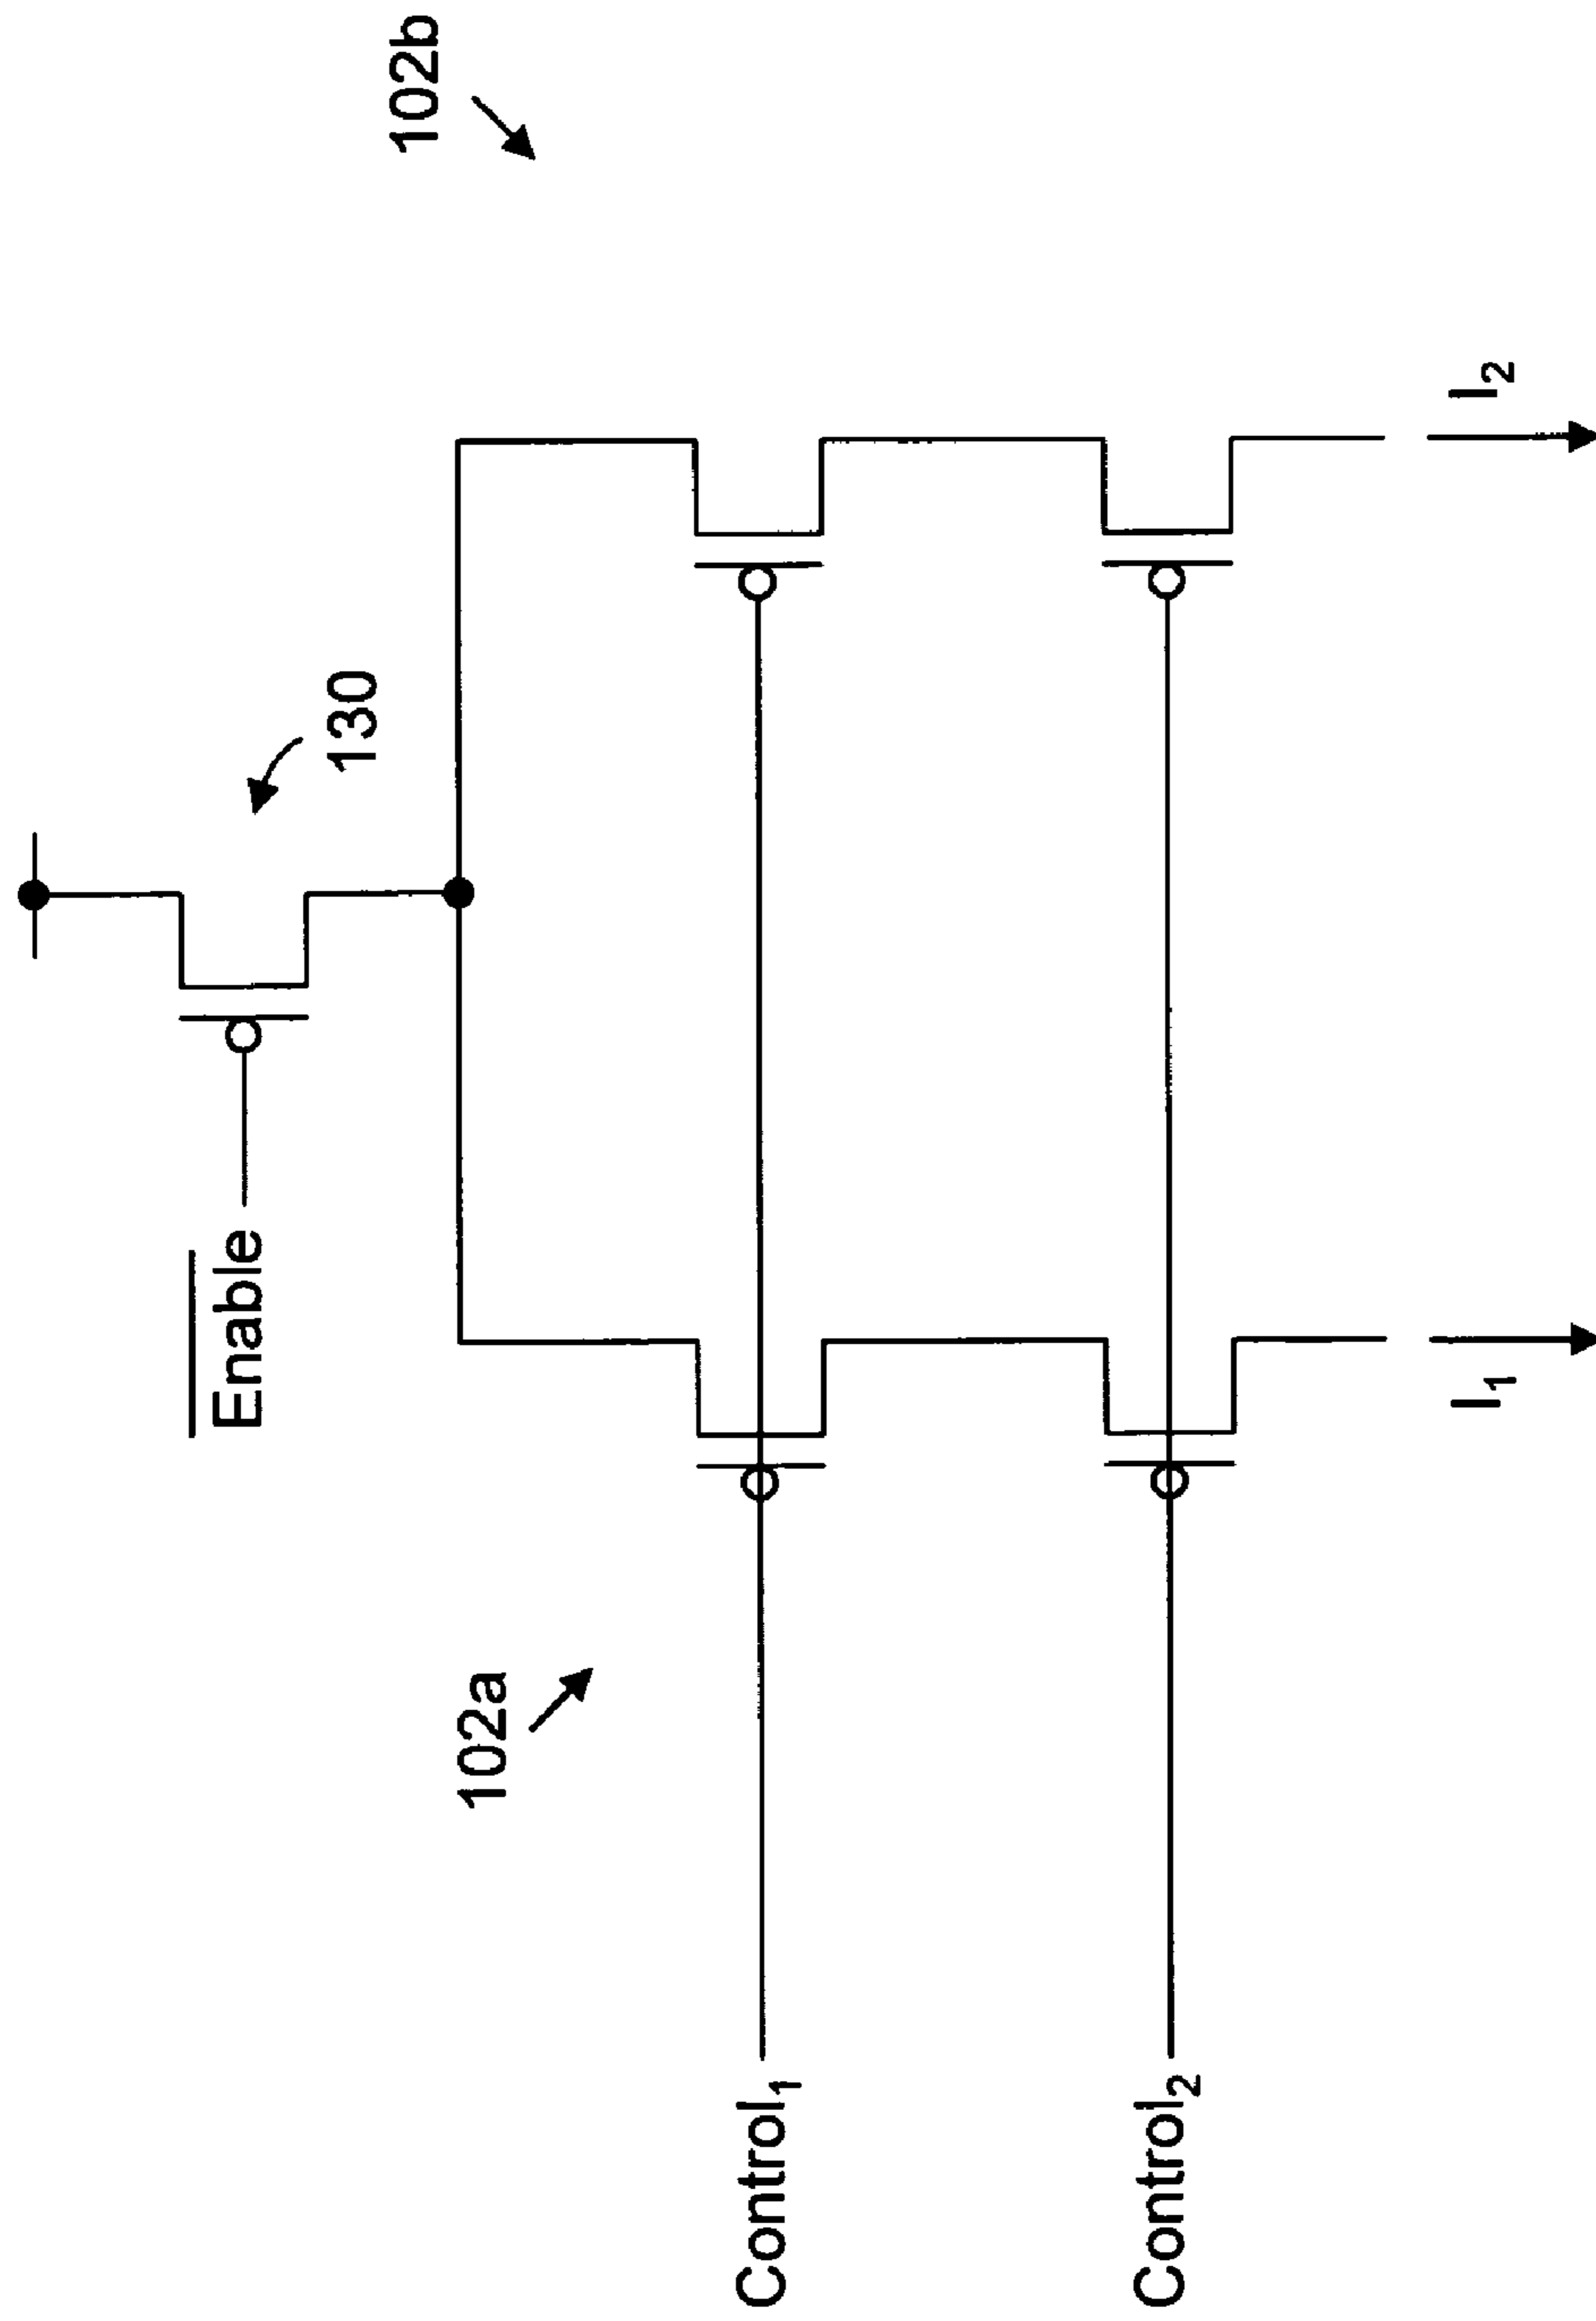 102b
130
Enable
102a
Control₁
Control₂
I₁
I₂